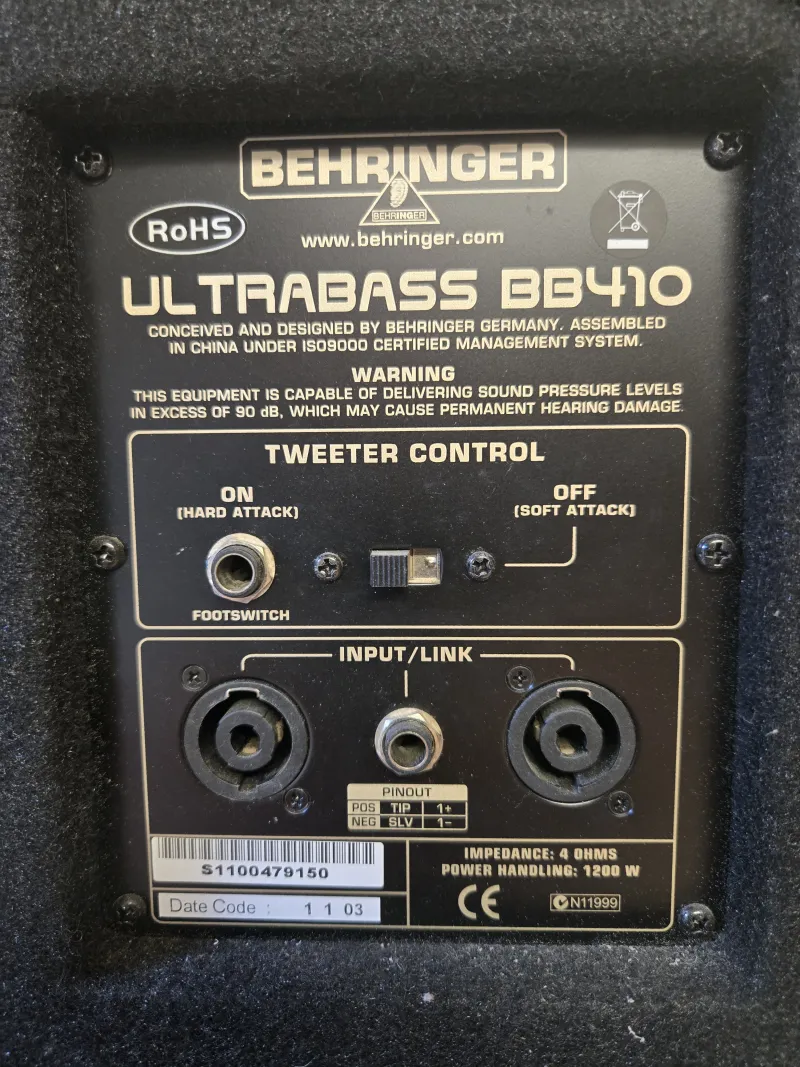 BEHRINGER
BEHRINGER
RoHS
www.behringer.com
ULTRABASS BB410
CONCEIVED AND DESIGNED BY BEHRINGER GERMANY. ASSEMBLED
IN CHINA UNDER ISO9000 CERTIFIED MANAGEMENT SYSTEM.
WARNING
THIS EQUIPMENT IS CAPABLE OF DELIVERING SOUND PRESSURE LEVELS
IN EXCESS OF 90 dB, WHICH MAY CAUSE PERMANENT HEARING DAMAGE.
TWEETER CONTROL
ON
(HARD ATTACK)
OFF
(SOFT ATTACK)
FOOTSWITCH
INPUT/LINK
PINOUT
POS TIP 1+
NEG SLV 1-
S1100479150
Date Code : 1 1 03
IMPEDANCE: 4 OHMS
POWER HANDLING: 1200 W
CE
N11999